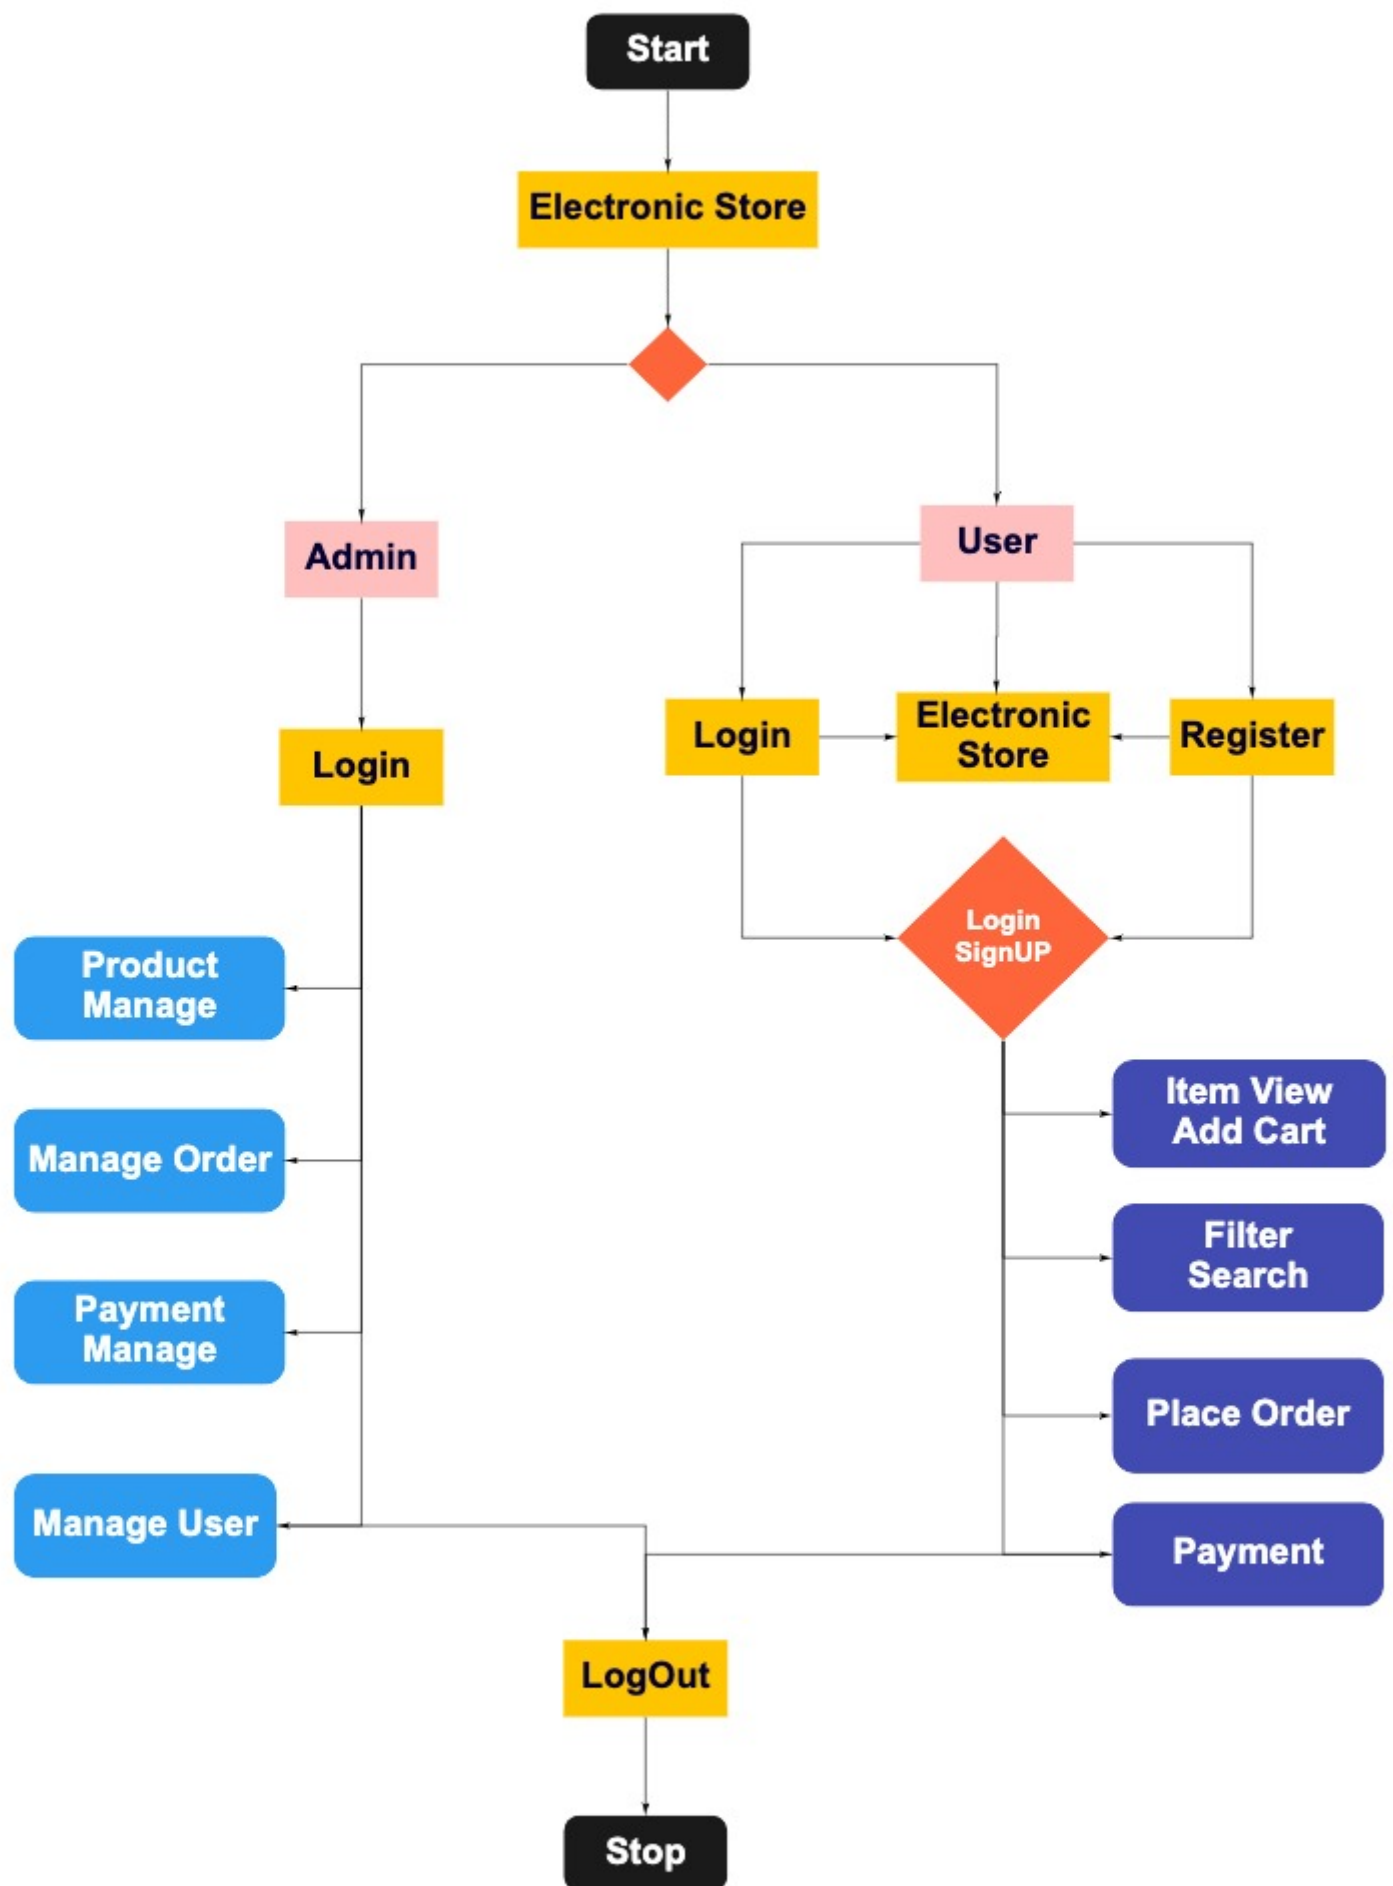 Start
Electronic Store
Admin
User
Login
Electronic
Store
Register
Login
Login
SignUP
Product
Manage
Manage Order
Payment
Manage
Manage User
Item View
Add Cart
Filter
Search
Place Order
Payment
LogOut
Stop